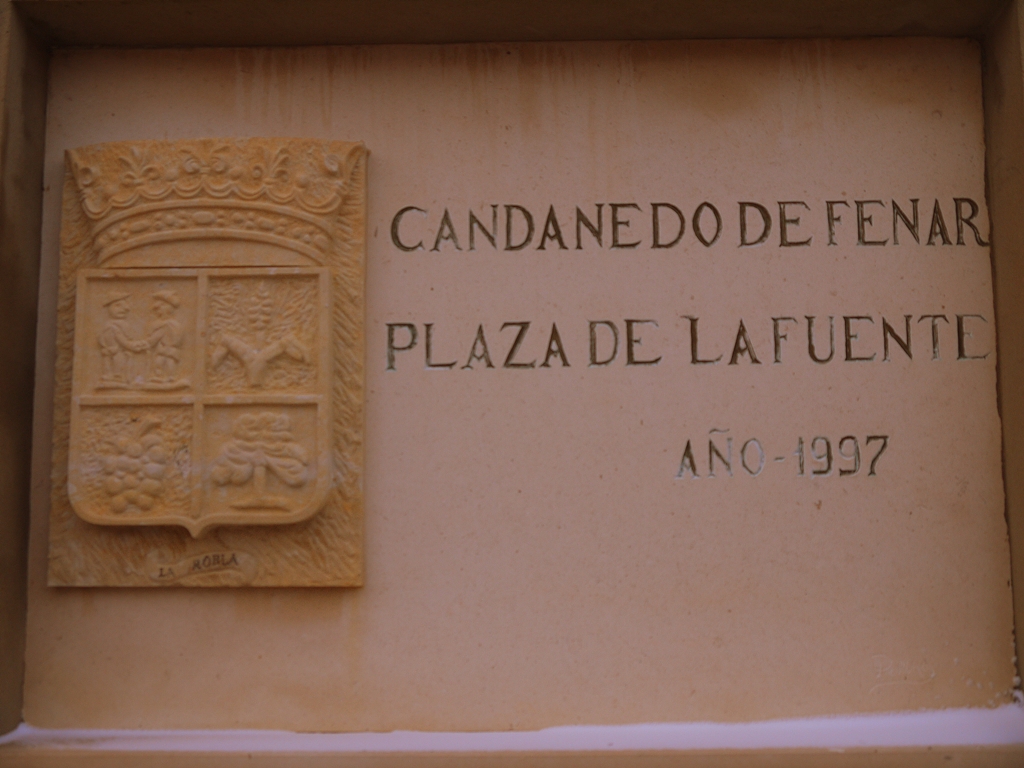 CANDANEDO DE FENAR
PLAZA DE LA FUENTE
AÑO-1997
LA ROBLA